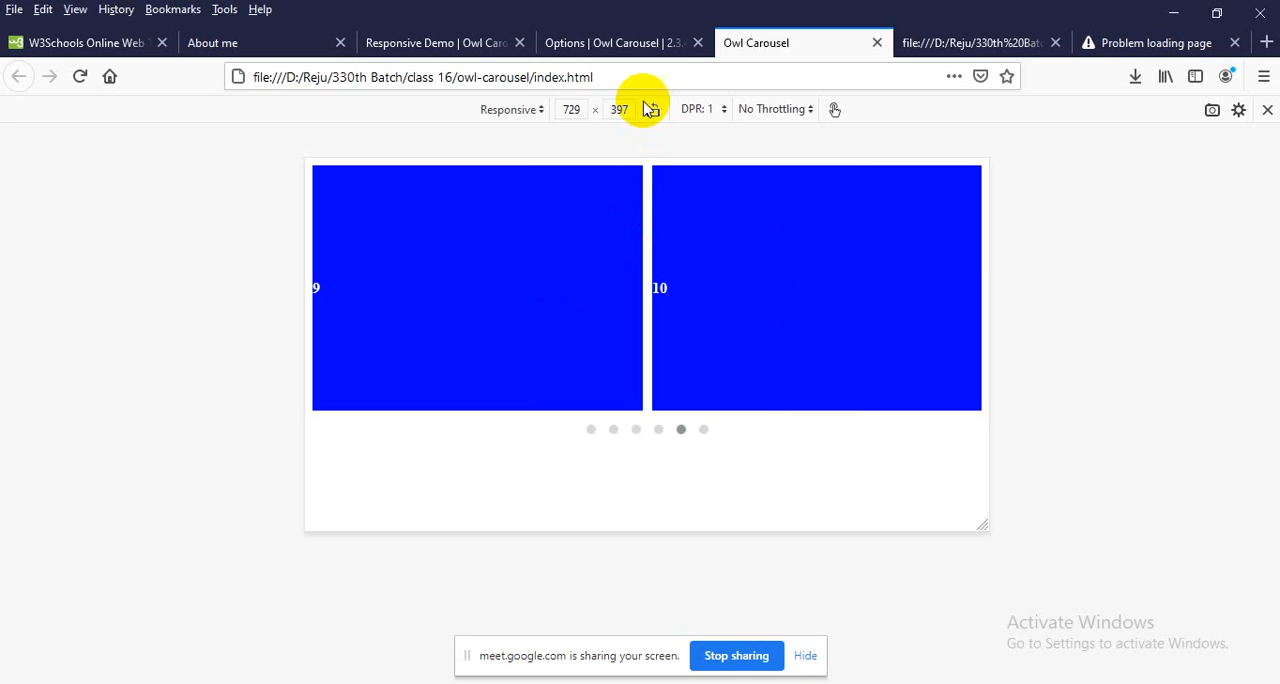 File Edit View History Bookmarks Tools Help
W3Schools Online Web
About me
Responsive Demo | Owl Caro
Options | Owl Carousel | 2.3.
Owl Carousel
file:///D:/Reju/330th%20Bat
Problem loading page
file:///D:/Reju/330th Batch/class 16/owl-carousel/index.html
Responsive 729 × 397 DPR: 1 No Throttling
9
10
Activate Windows
Go to Settings to activate Windows.
meet.google.com is sharing your screen. Stop sharing Hide